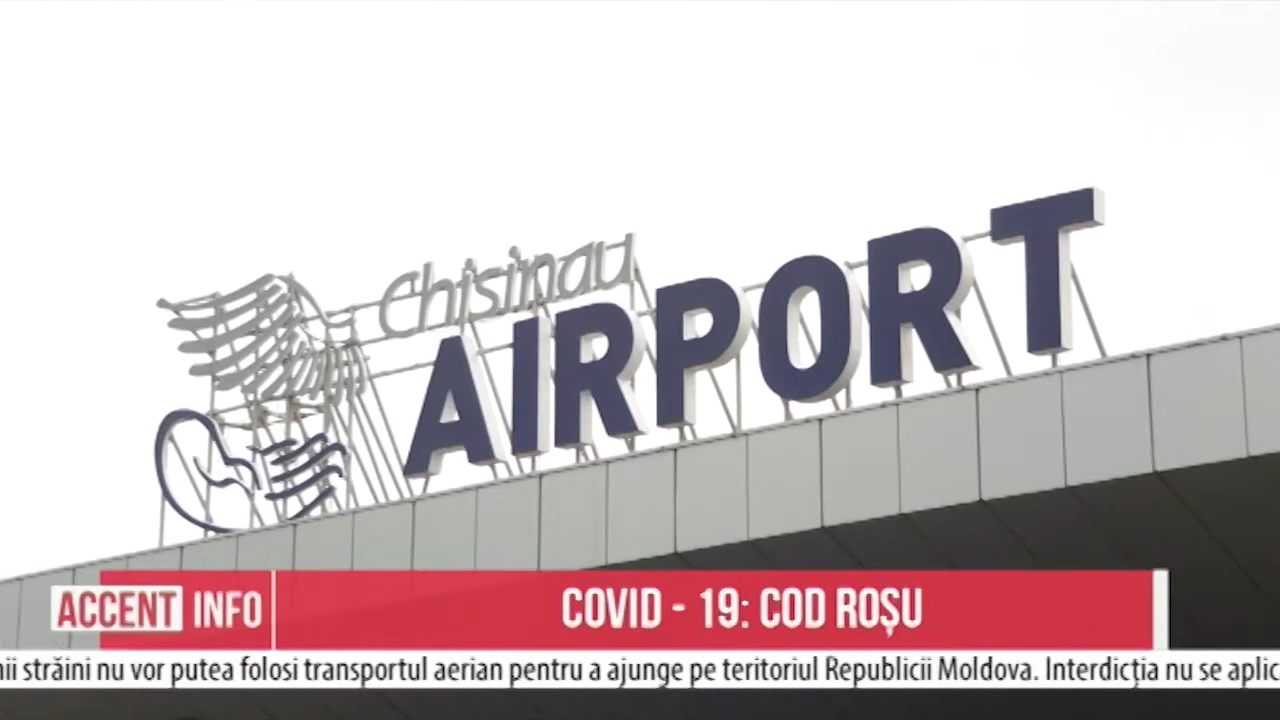 Chisinau
AIRPORT
ACCENT INFO
COVID - 19: COD ROȘU
străini nu vor putea folosi transportul aerian pentru a ajunge pe teritoriul Republicii Moldova. Interdicția nu se aplic